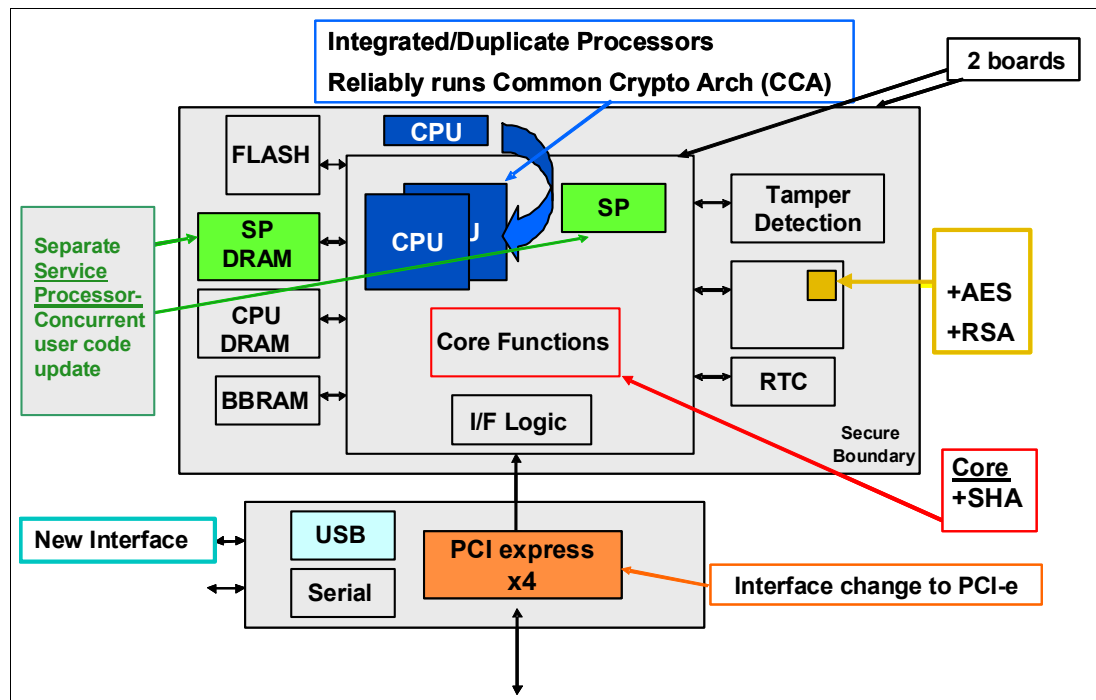 Integrated/Duplicate Processors
Reliably runs Common Crypto Arch (CCA)
2 boards
CPU
FLASH
SP
DRAM
CPU
DRAM
BBRAM
CPU
U
SP
Core Functions
I/F Logic
Tamper
Detection
RTC
Secure
Boundary
Separate
Service
Processor-
Concurrent
user code
update
+AES
+RSA
Core
+SHA
New Interface
USB
Serial
PCI express
x4
Interface change to PCI-e